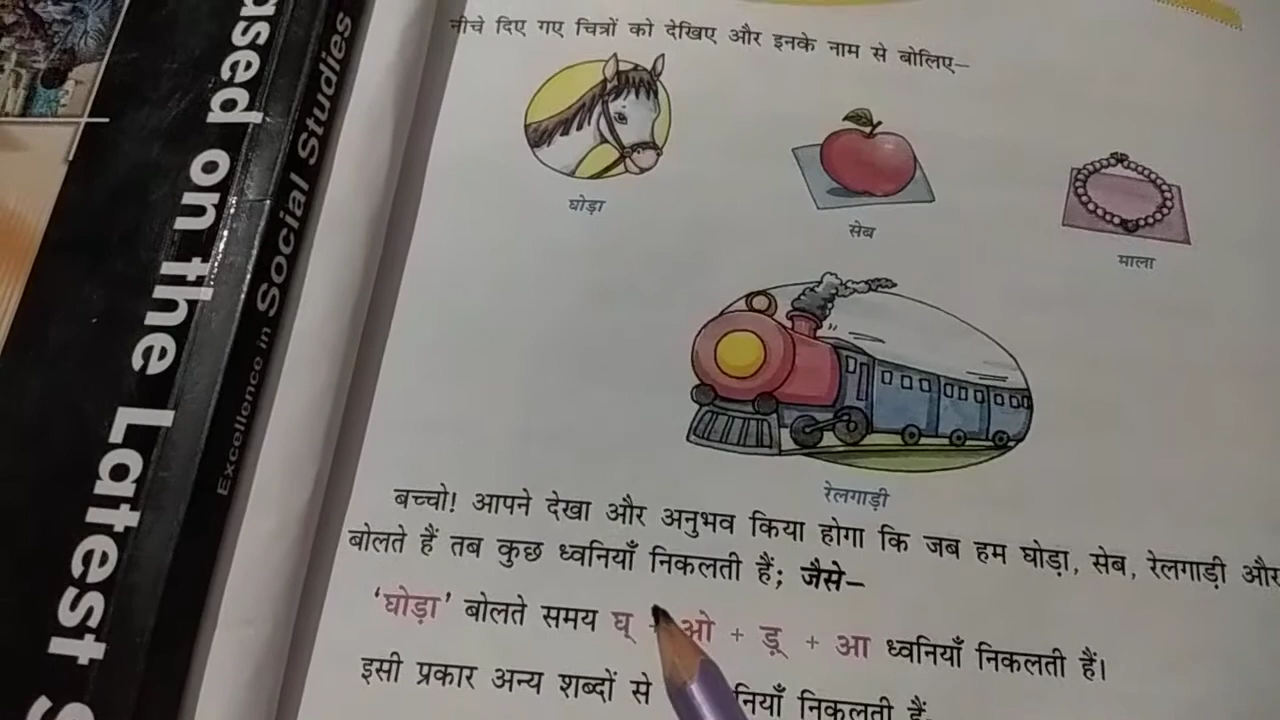 नीचे दिए गए चित्रों को देखिए और इनके नाम से बोलिए–
घोड़ा
सेब
माला
रेलगाड़ी
बच्चो! आपने देखा और अनुभव किया होगा कि जब हम घोड़ा, सेब, रेलगाड़ी और
बोलते हैं तब कुछ ध्वनियाँ निकलती हैं; जैसे–
'घोड़ा' बोलते समय घ् + ओ + ड़् + आ ध्वनियाँ निकलती हैं।
इसी प्रकार अन्य शब्दों से निकलती हैं
ased on the Latest S
Excellence in Social Studies